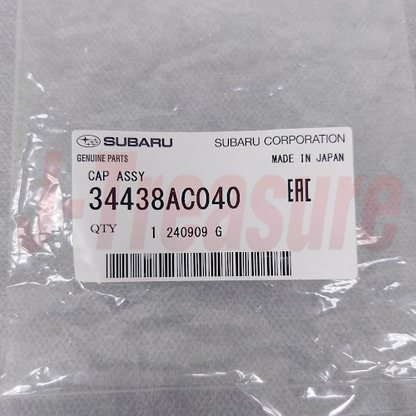 SUBARU SUBARU CORPORATION
GENUINE PARTS MADE IN JAPAN
CAP ASSY
34438AC040 EAC
QTY 1 240909 G
J-Treasure